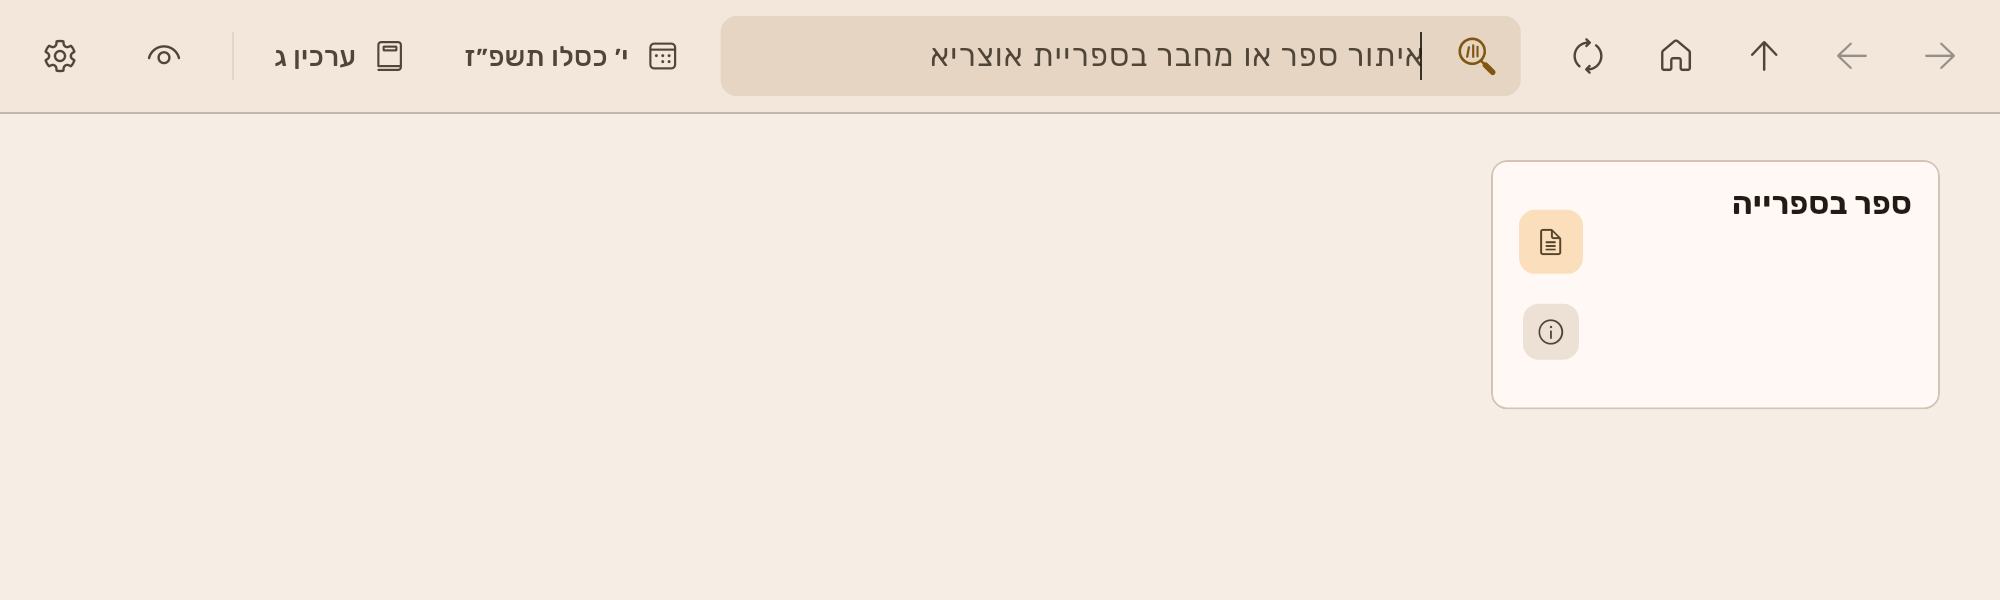 איתור ספר או מחבר בספריית אוצריא
י׳ כסלו תשפ״ז
ערכין ג
ספר בספרייה